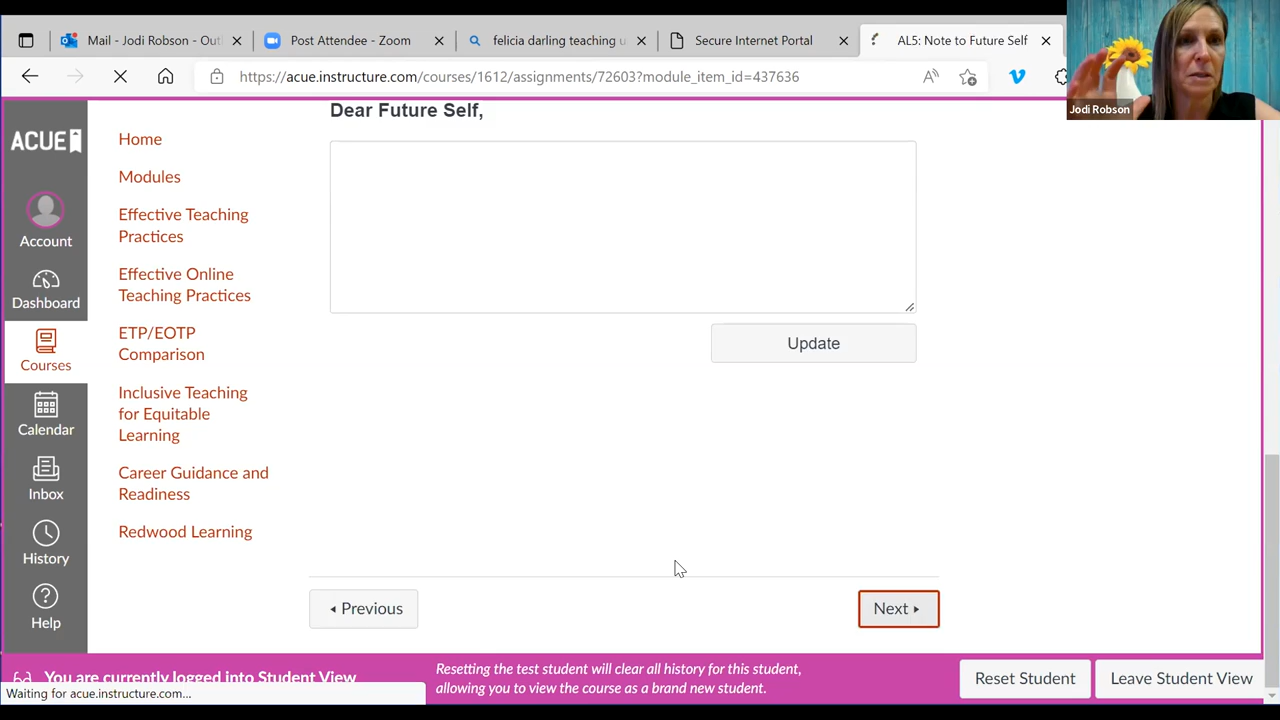 Mail - Jodi Robson - Out
Post Attendee - Zoom
felicia darling teaching u
Secure Internet Portal
AL5: Note to Future Self
https://acue.instructure.com/courses/1612/assignments/72603?module_item_id=437636
Jodi Robson
ACUE
Account
Dashboard
Courses
Calendar
Inbox
History
Help
Home
Modules
Effective Teaching
Practices
Effective Online
Teaching Practices
ETP/EOTP
Comparison
Inclusive Teaching
for Equitable
Learning
Career Guidance and
Readiness
Redwood Learning
Dear Future Self,
Update
Previous
Next
You are currently logged into Student View
Resetting the test student will clear all history for this student,
allowing you to view the course as a brand new student.
Reset Student
Leave Student View
Waiting for acue.instructure.com...